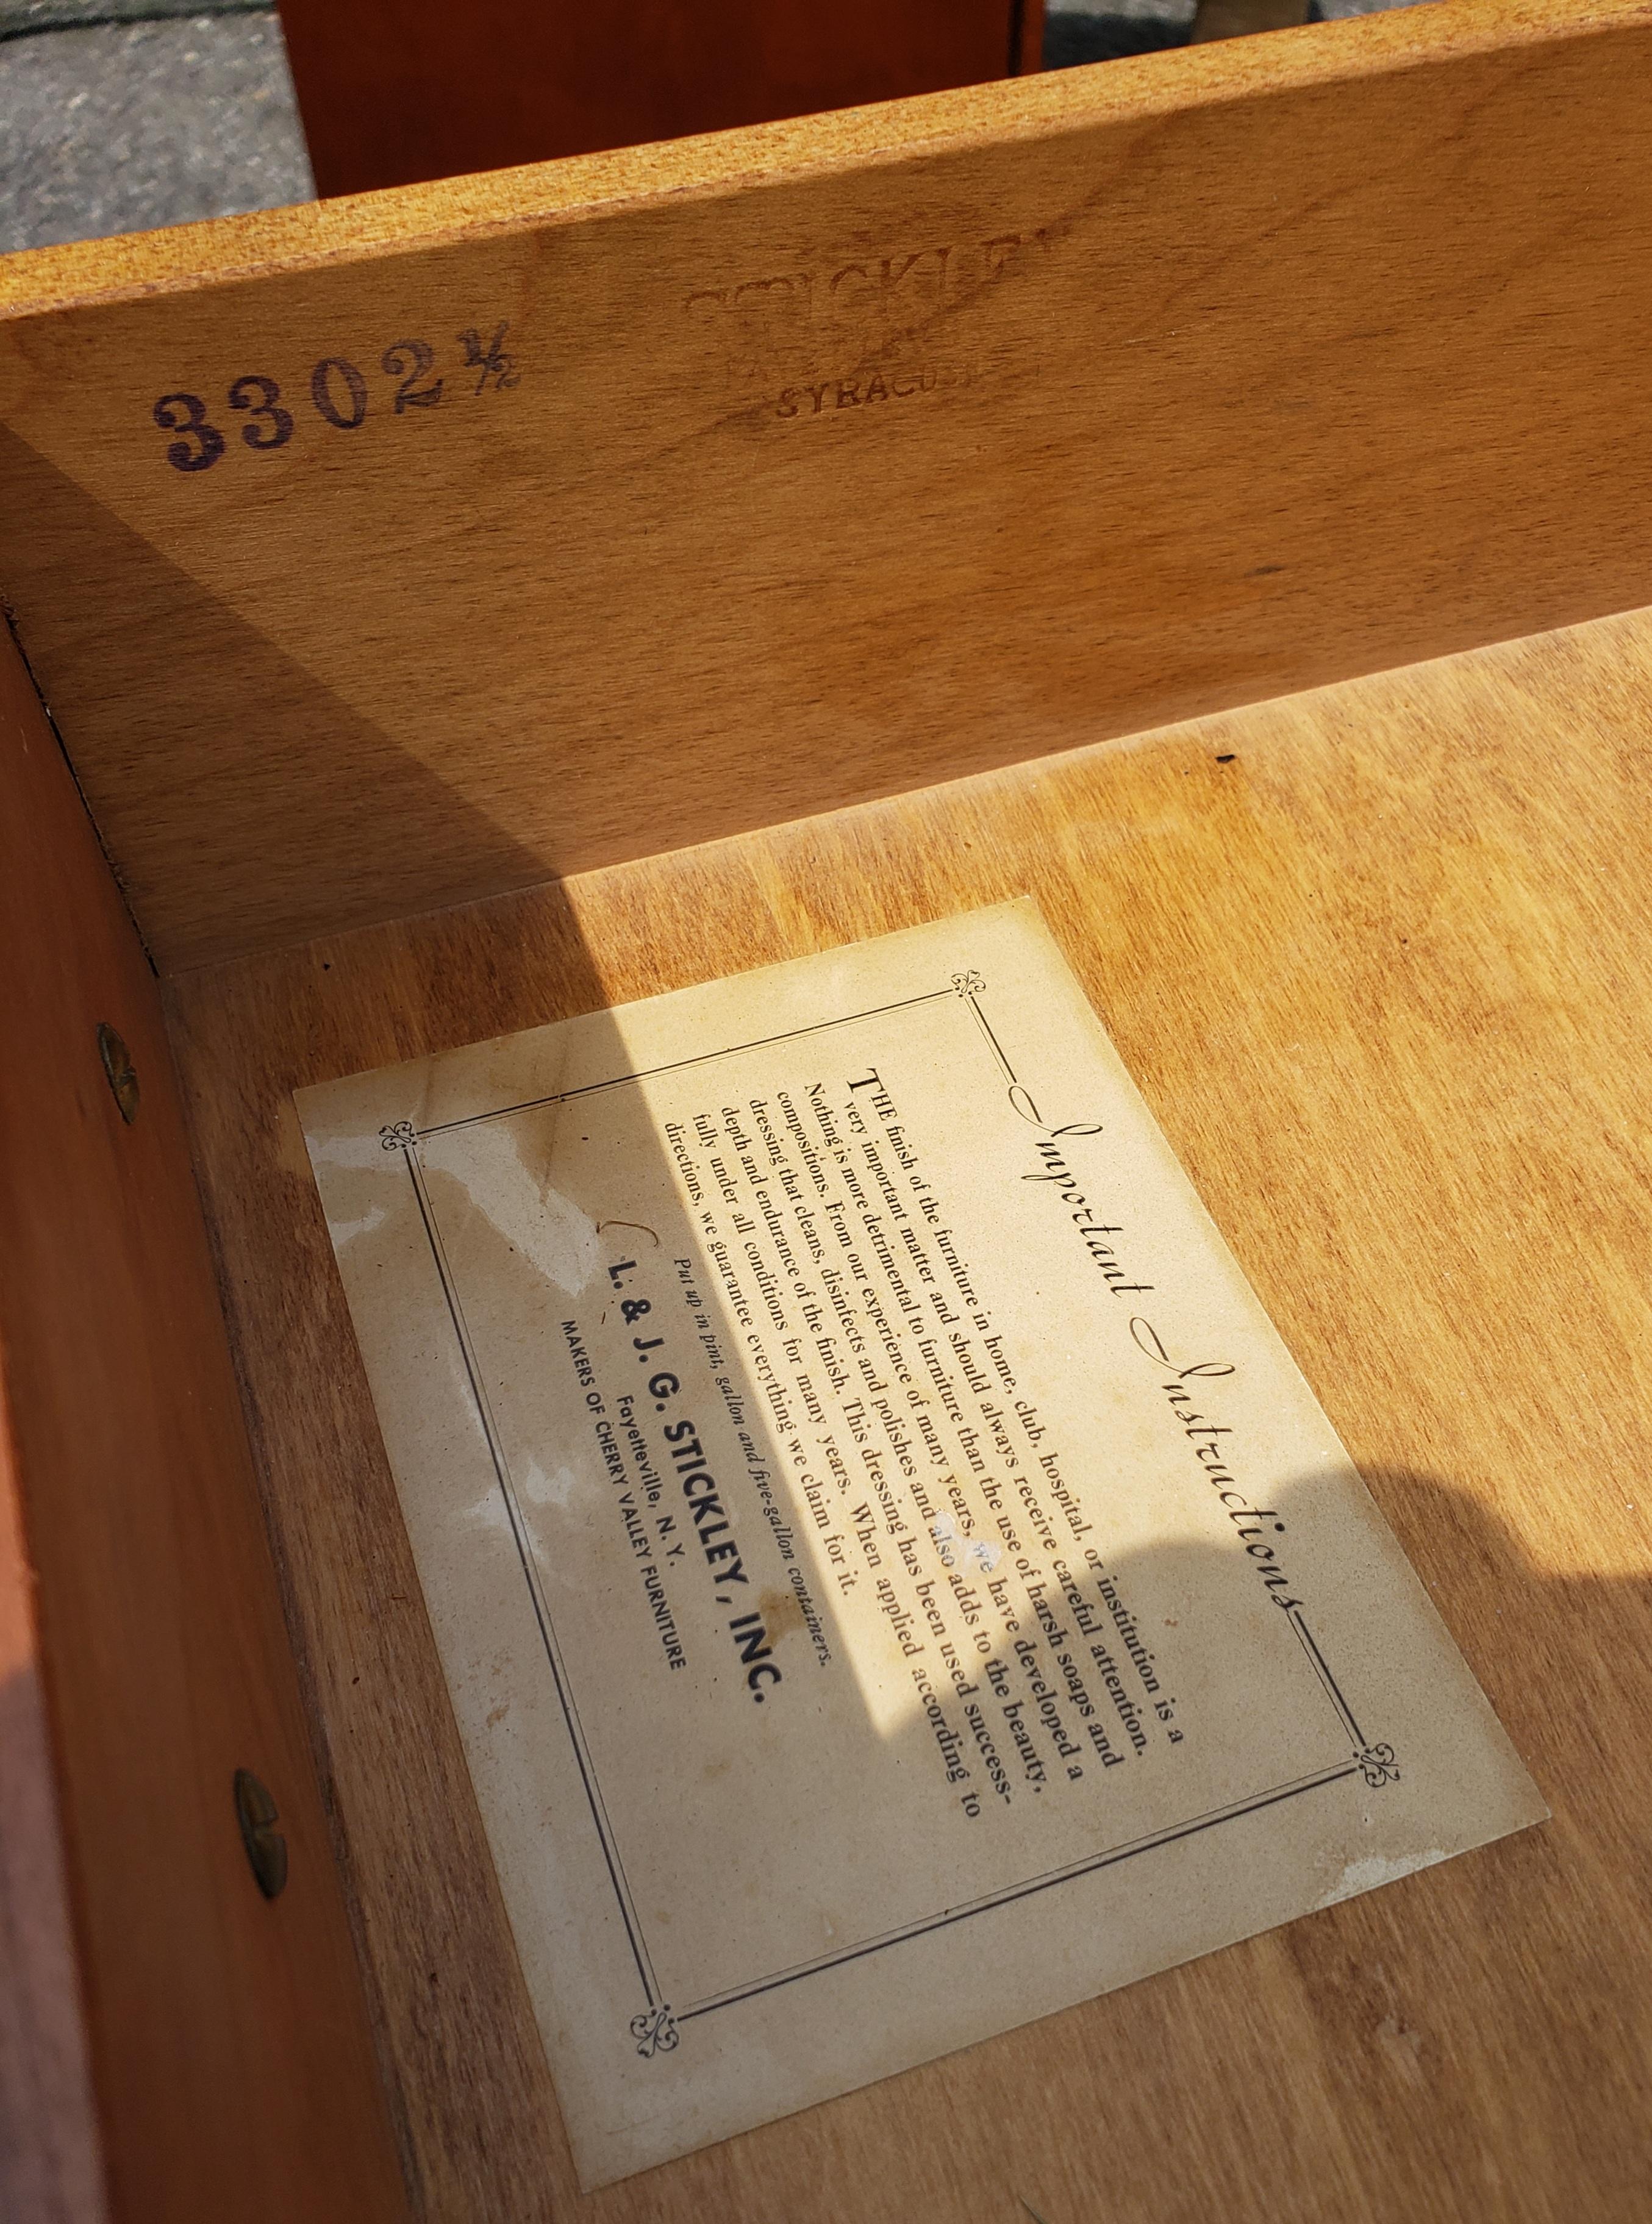 3302½
STICKLEY
SYRACUSE
Important Instructions
THE finish of the furniture in home, club, hospital, or institution is a
very important matter and should always receive careful attention.
Nothing is more detrimental to furniture than the use of harsh soaps and
compositions. From our experience of many years, we have developed a
dressing that cleans, disinfects and polishes and also adds to the beauty,
depth and endurance of the finish. This dressing has been used success-
fully under all conditions for many years. When applied according to
directions, we guarantee everything we claim for it.
Put up in pint, gallon and five-gallon containers.
L. & J. G. STICKLEY, INC.
Fayetteville, N. Y.
MAKERS OF CHERRY VALLEY FURNITURE